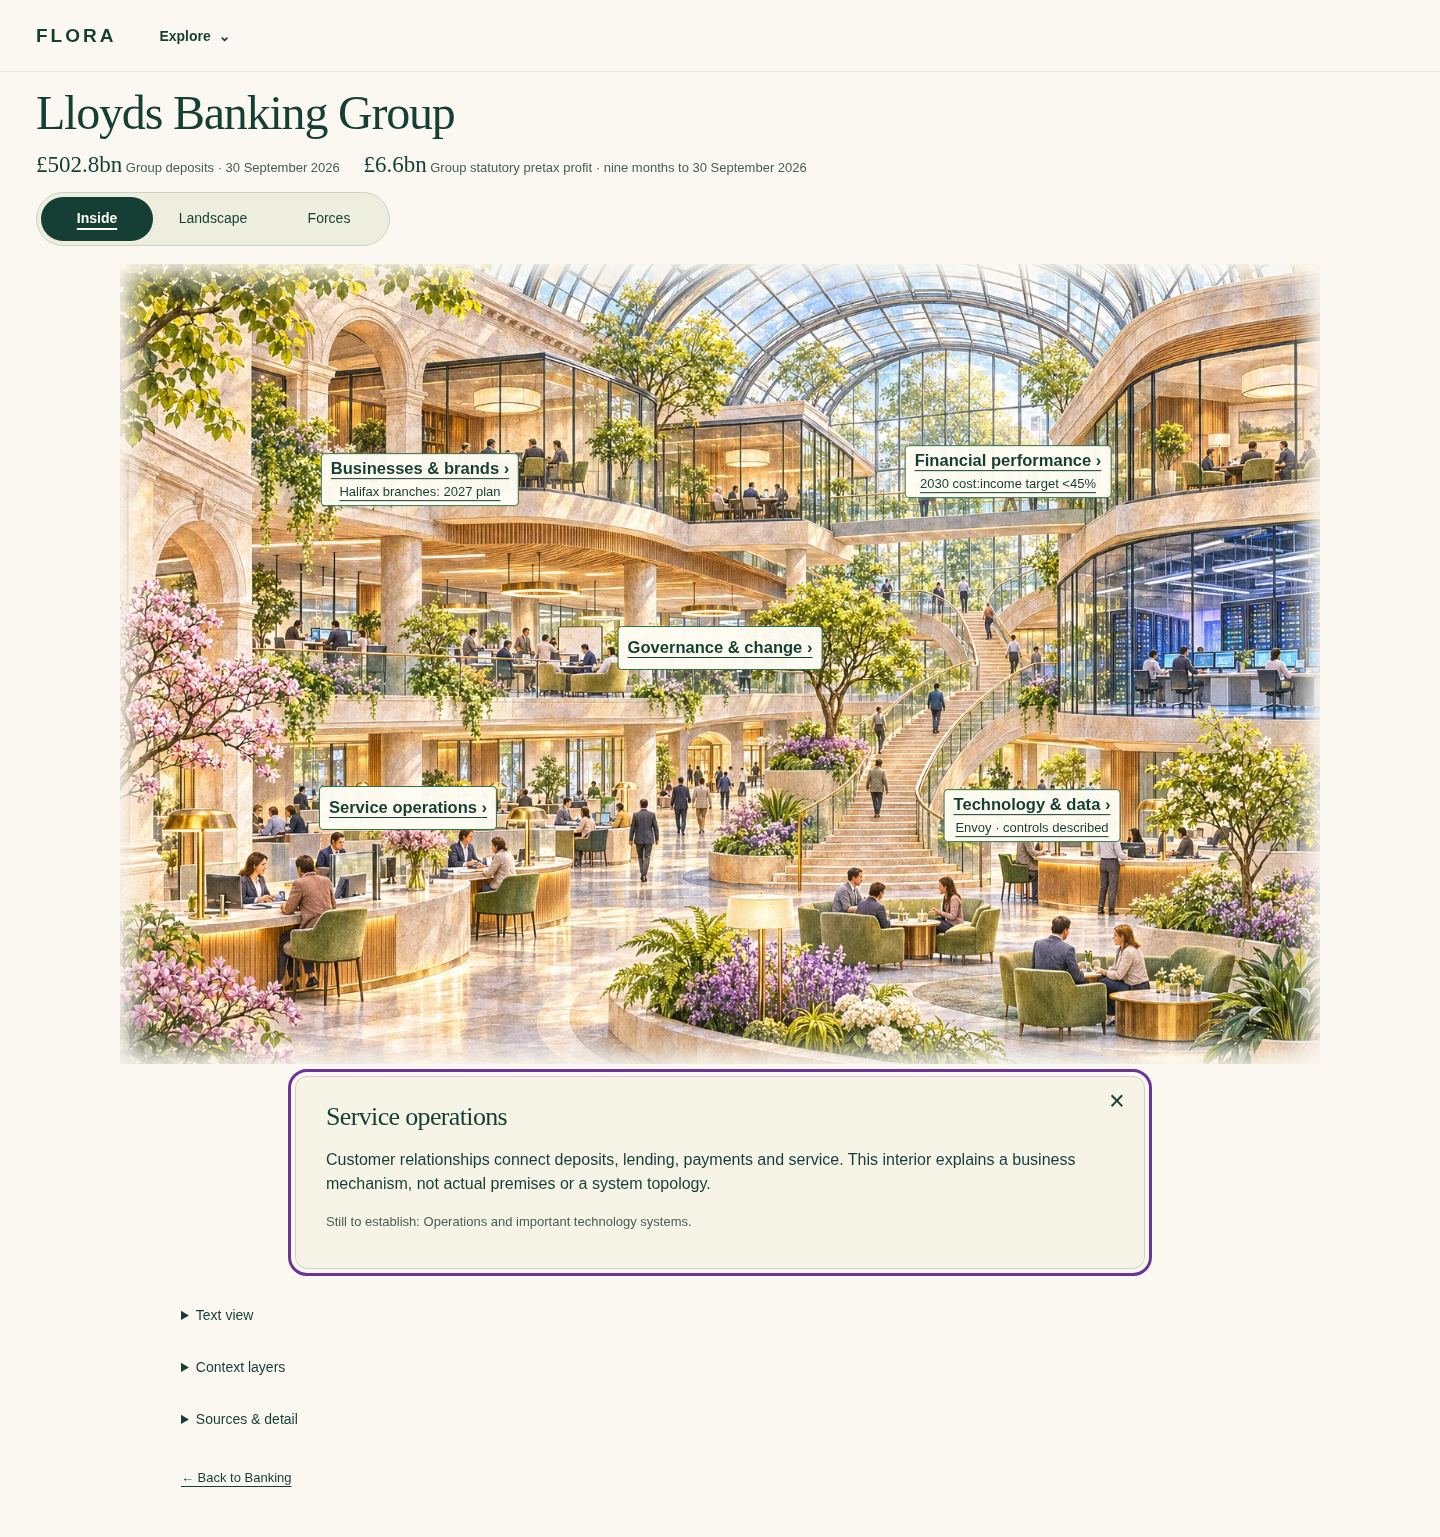 FLORA
Explore ⌄
Lloyds Banking Group
£502.8bn Group deposits · 30 September 2026 £6.6bn Group statutory pretax profit · nine months to 30 September 2026
Inside Landscape Forces
Businesses & brands ›
Halifax branches: 2027 plan
Financial performance ›
2030 cost:income target <45%
Governance & change ›
Service operations ›
Technology & data ›
Envoy · controls described
Service operations
✕
Customer relationships connect deposits, lending, payments and service. This interior explains a business
mechanism, not actual premises or a system topology.
Still to establish: Operations and important technology systems.
▶ Text view
▶ Context layers
▶ Sources & detail
← Back to Banking